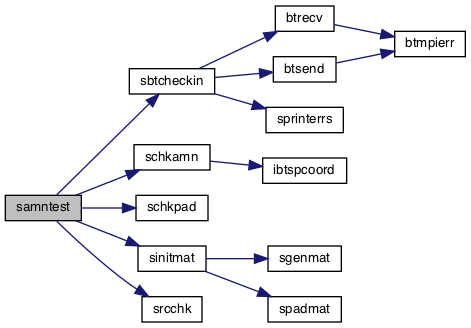 btrecv
btmpierr
sbtcheckin
btsend
sprinterrs
schkamn
ibtspcoord
samntest
schkpad
sinitmat
sgenmat
srcchk
spadmat